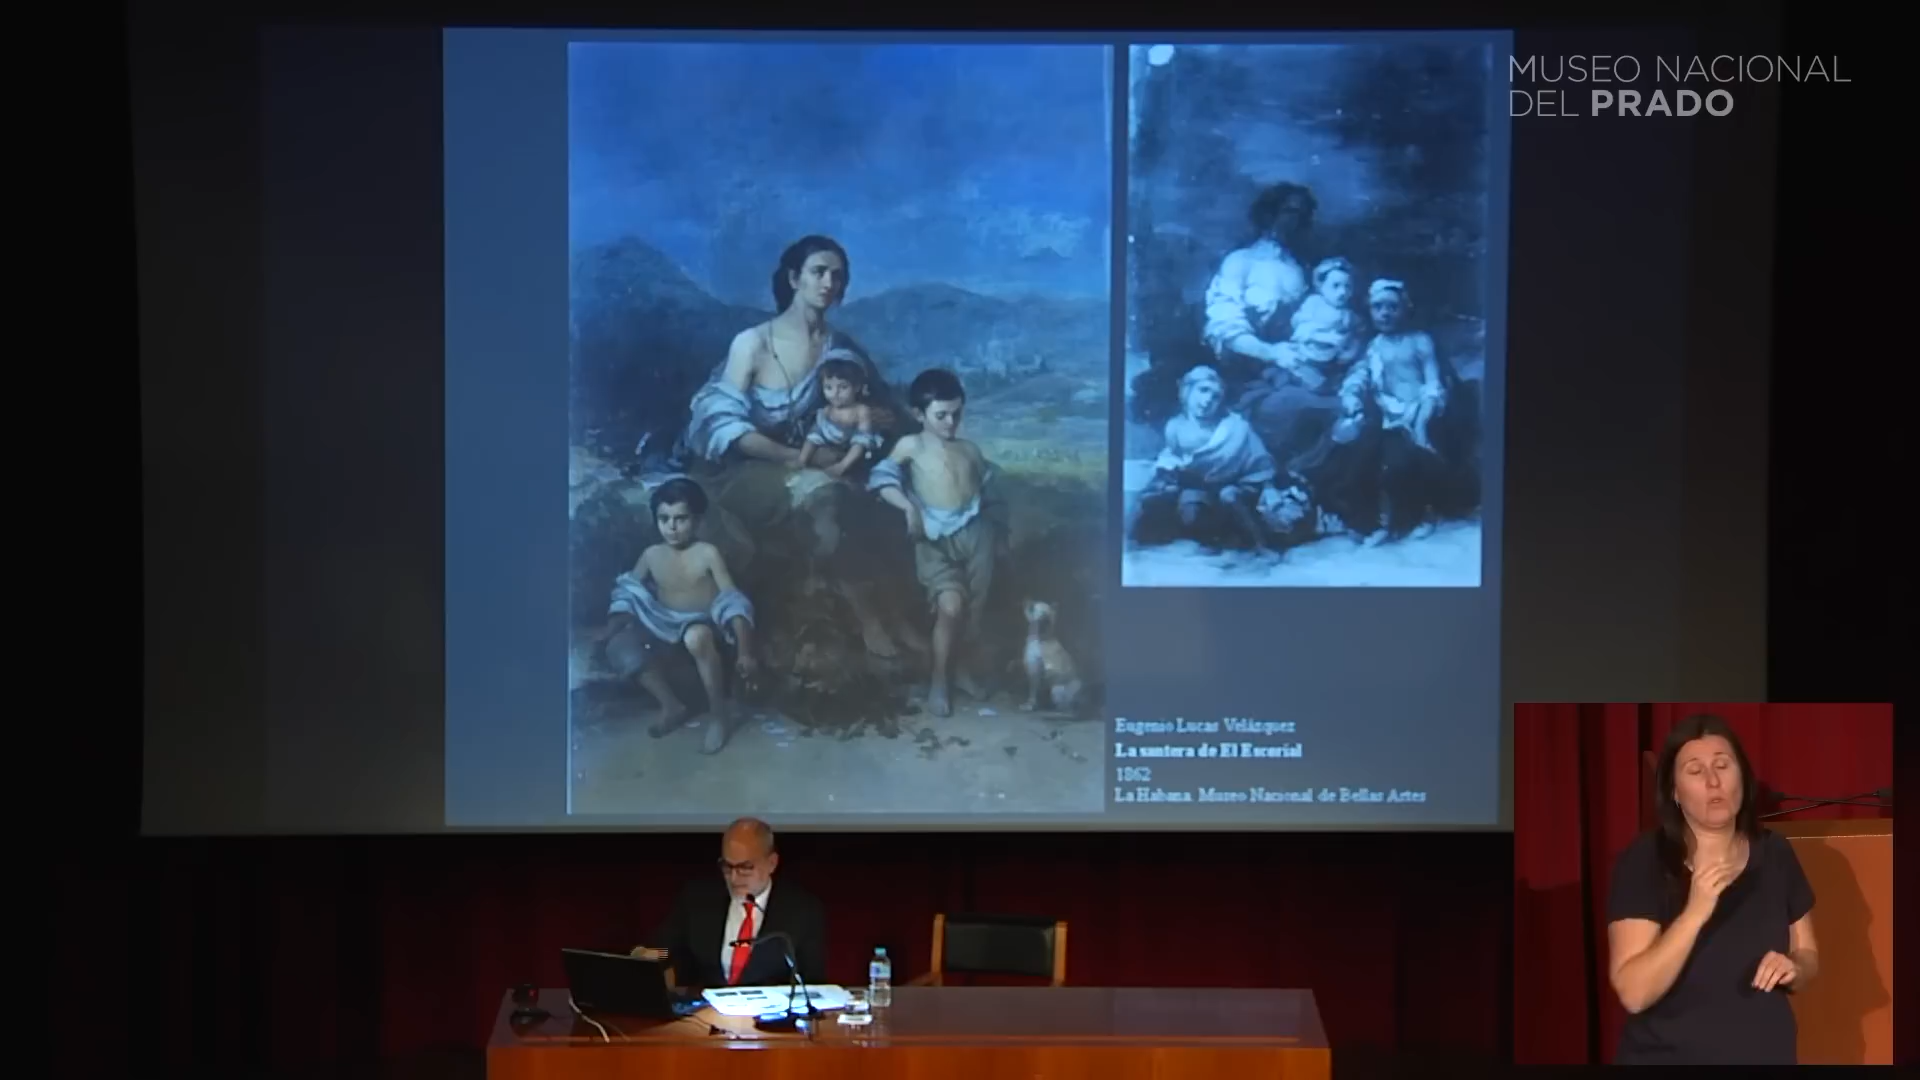 MUSEO NACIONAL
DEL PRADO
Eugenio Lucas Velázquez
La santera de El Escorial
1862
La Habana. Museo Nacional de Bellas Artes